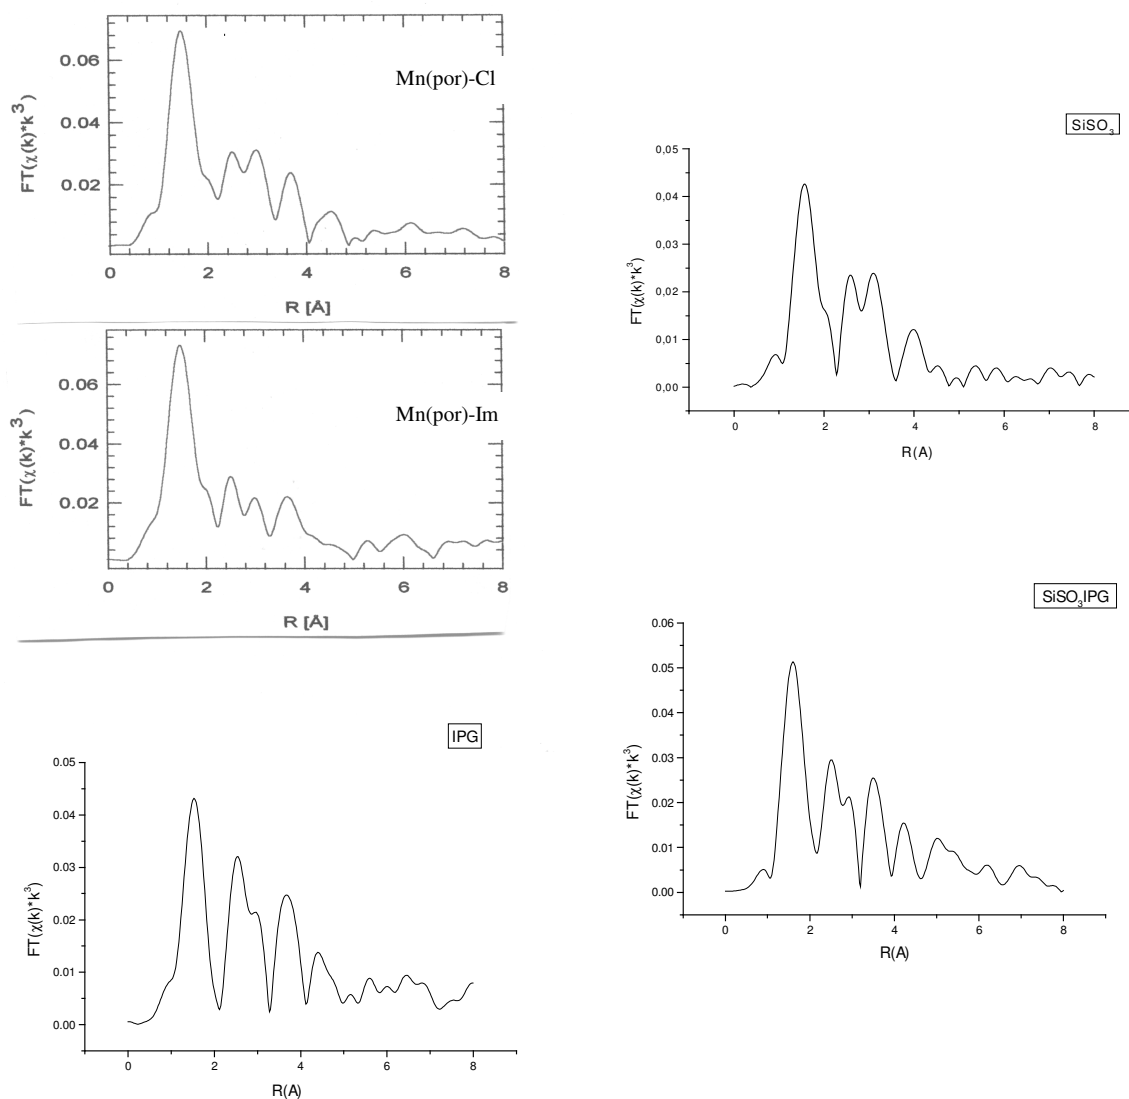 Mn(por)-Cl
FT(χ(k)*k³)
0.06
0.04
0.02
0 2 4 6 8
R [Å]
Mn(por)-Im
FT(χ(k)*k³)
0.06
0.04
0.02
0 2 4 6 8
R [Å]
IPG
FT(χ(k)*k³)
0.05
0.04
0.03
0.02
0.01
0.00
0 2 4 6 8
R(A)
SiSO₃
FT(χ(k)*k³)
0,05
0,04
0,03
0,02
0,01
0,00
0 2 4 6 8
R(A)
SiSO₃IPG
FT(χ(k)*k³)
0.06
0.05
0.04
0.03
0.02
0.01
0.00
0 2 4 6 8
R(A)